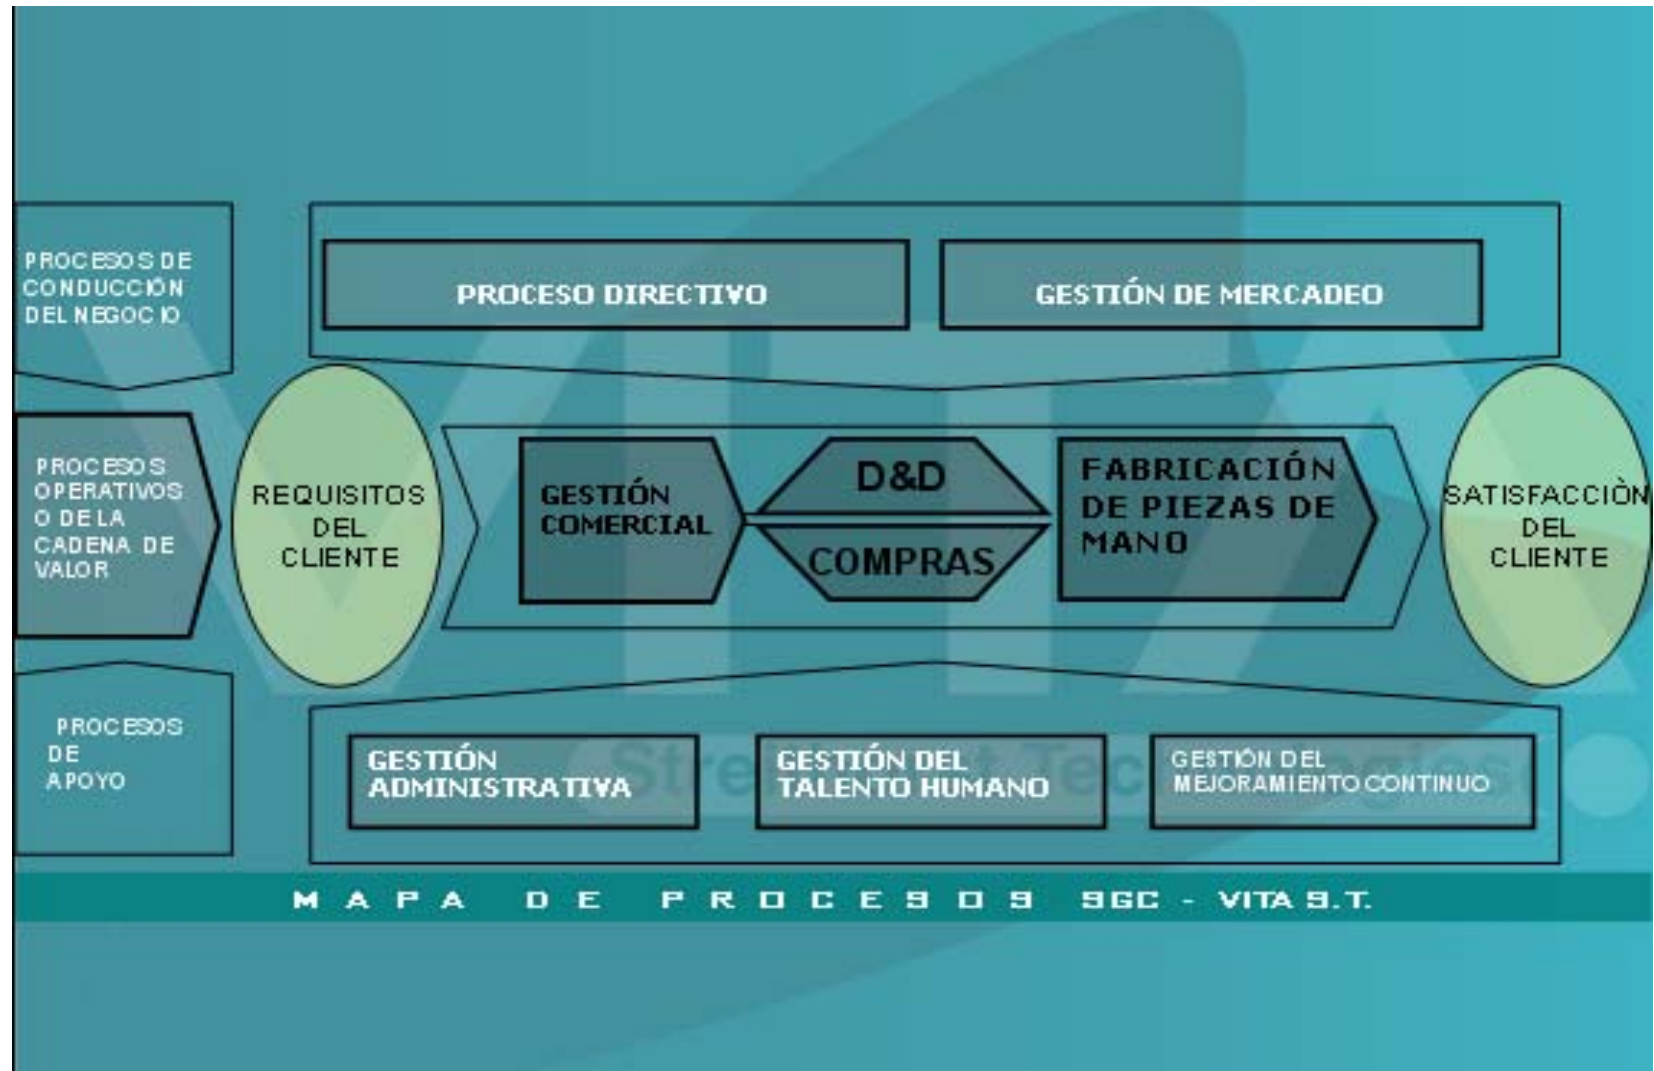 PROCESOS DE
CONDUCCIÓN
DEL NEGOCIO
PROCESO DIRECTIVO
GESTIÓN DE MERCADEO
PROCESOS
OPERATIVOS
O DE LA
CADENA DE
VALOR
REQUISITOS
DEL
CLIENTE
GESTIÓN
COMERCIAL
D&D
COMPRAS
FABRICACIÓN
DE PIEZAS DE
MANO
SATISFACCIÒN
DEL
CLIENTE
PROCESOS
DE
APOYO
GESTIÓN
ADMINISTRATIVA
GESTIÓN DEL
TALENTO HUMANO
GESTIÓN DEL
MEJORAMIENTO CONTINUO
VITA
MAPA DE PROCESOS SGC - VITA S.T.